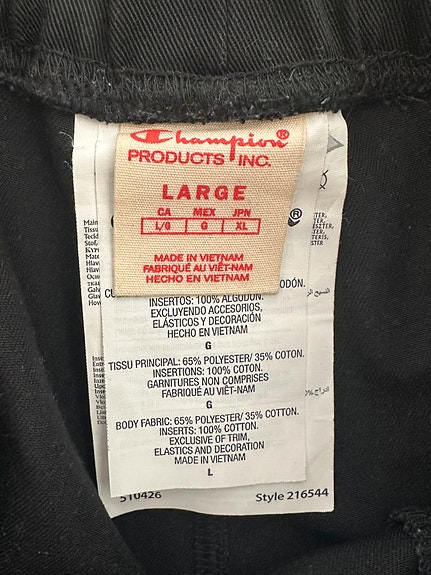 Champion®
PRODUCTS INC.
LARGE
CA MEX JPN
L/G G XL
MADE IN VIETNAM
FABRIQUÉ AU VIÊT-NAM
HECHO EN VIETNAM
®
INSERTOS: 100% ALGODÓN.
EXCLUYENDO ACCESORIOS,
ELÁSTICOS Y DECORACIÓN
HECHO EN VIETNAM
G
TISSU PRINCIPAL: 65% POLYESTER/ 35% COTON.
INSERTIONS: 100% COTON.
GARNITURES NON COMPRISES
FABRIQUÉ AU VIÊT-NAM
G
BODY FABRIC: 65% POLYESTER/ 35% COTTON.
INSERTS: 100% COTTON.
EXCLUSIVE OF TRIM,
ELASTICS AND DECORATION
MADE IN VIETNAM
L
510426 Style 216544